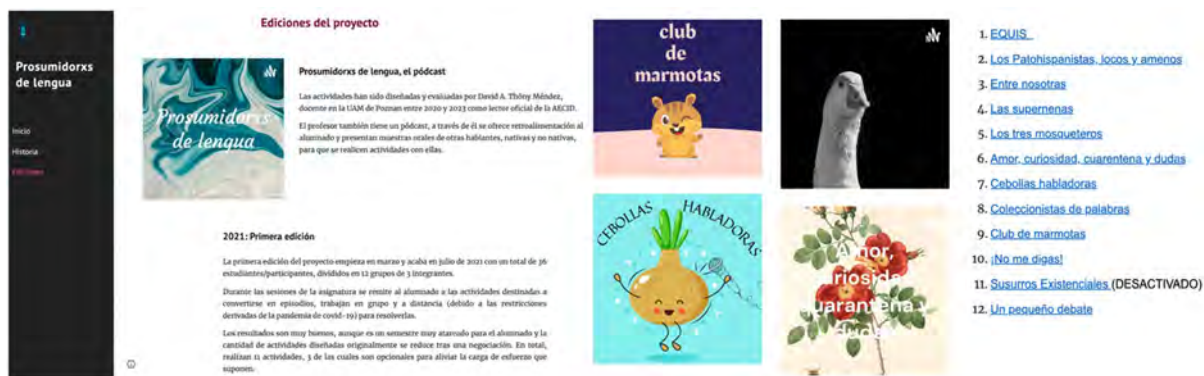 Prosumidorxs
de lengua
Inicio
Historia
Ediciones
Ediciones del proyecto
Prosumidorxs
de lengua
Prosumidorxs de lengua, el pódcast
Las actividades han sido diseñadas y evaluadas por David A. Thöny Méndez,
docente en la UAM de Poznan entre 2020 y 2023 como lector oficial de la AECID.
El profesor también tiene un pódcast, a través de él se ofrece retroalimentación al
alumnado y presentan muestras orales de otras hablantes, nativas y no nativas,
para que se realicen actividades con ellas.
2021: Primera edición
La primera edición del proyecto empieza en marzo y acaba en julio de 2021 con un total de 36
estudiantes/participantes, divididos en 12 grupos de 3 integrantes.
Durante las sesiones de la asignatura se remite al alumnado a las actividades destinadas a
convertirse en episodios, trabajan en grupo y a distancia (debido a las restricciones
derivadas de la pandemia de covid-19) para resolverlas.
Los resultados son muy buenos, aunque es un semestre muy atareado para el alumnado y la
cantidad de actividades diseñadas originalmente se reduce tras una negociación. En total,
realizan 11 actividades, 3 de las cuales son opcionales para aliviar la carga de esfuerzo que
suponen.
club
de
marmotas
CEBOLLAS HABLADORAS
Amor,
curiosidad,
cuarentena y
dudas
1. EQUIS
2. Los Patohispanistas, locos y amenos
3. Entre nosotras
4. Las supernenas
5. Los tres mosqueteros
6. Amor, curiosidad, cuarentena y dudas
7. Cebollas habladoras
8. Coleccionistas de palabras
9. Club de marmotas
10. ¡No me digas!
11. Susurros Existenciales (DESACTIVADO)
12. Un pequeño debate